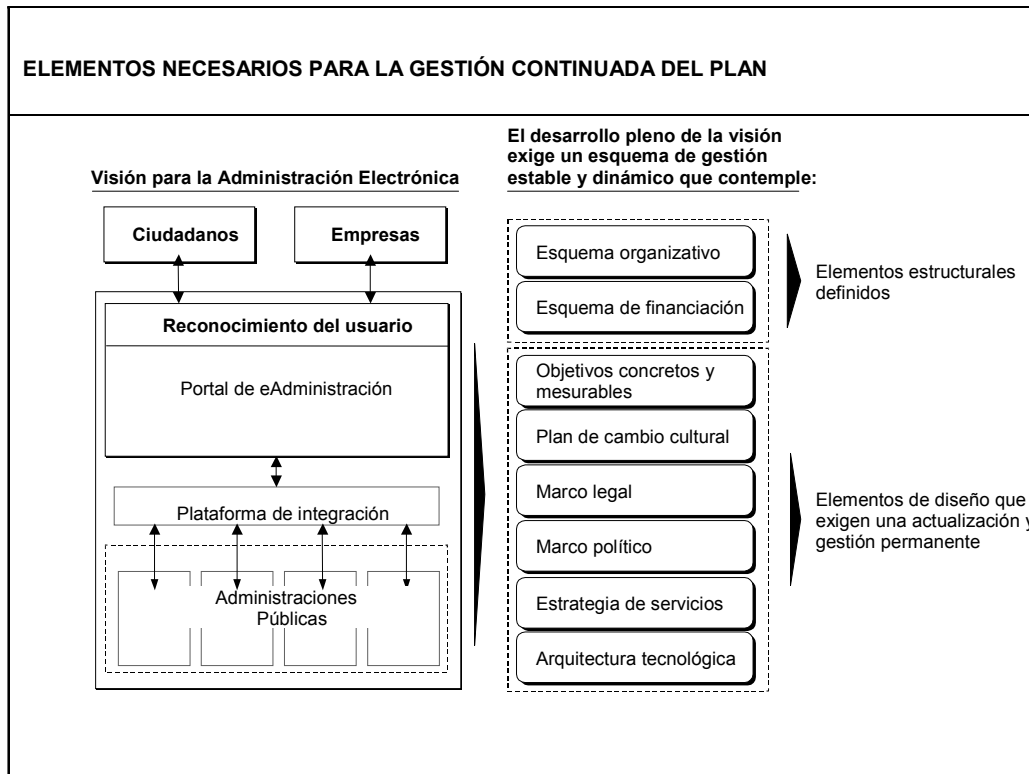 ELEMENTOS NECESARIOS PARA LA GESTIÓN CONTINUADA DEL PLAN
Visión para la Administración Electrónica
Ciudadanos
Empresas
Reconocimiento del usuario
Portal de eAdministración
Plataforma de integración
Administraciones
Públicas
El desarrollo pleno de la visión
exige un esquema de gestión
estable y dinámico que contemple:
Esquema organizativo
Esquema de financiación
Elementos estructurales
definidos
Objetivos concretos y
mesurables
Plan de cambio cultural
Marco legal
Marco político
Estrategia de servicios
Arquitectura tecnológica
Elementos de diseño que
exigen una actualización y
gestión permanente